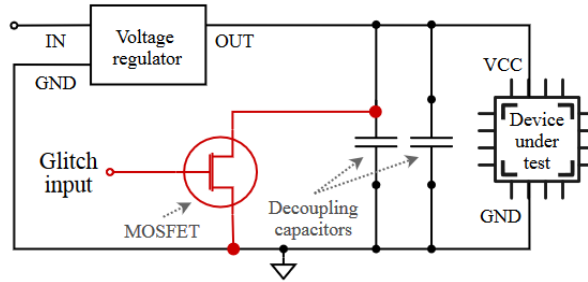 IN
Voltage
regulator
OUT
GND
VCC
Device
under
test
Glitch
input
MOSFET
Decoupling
capacitors
GND